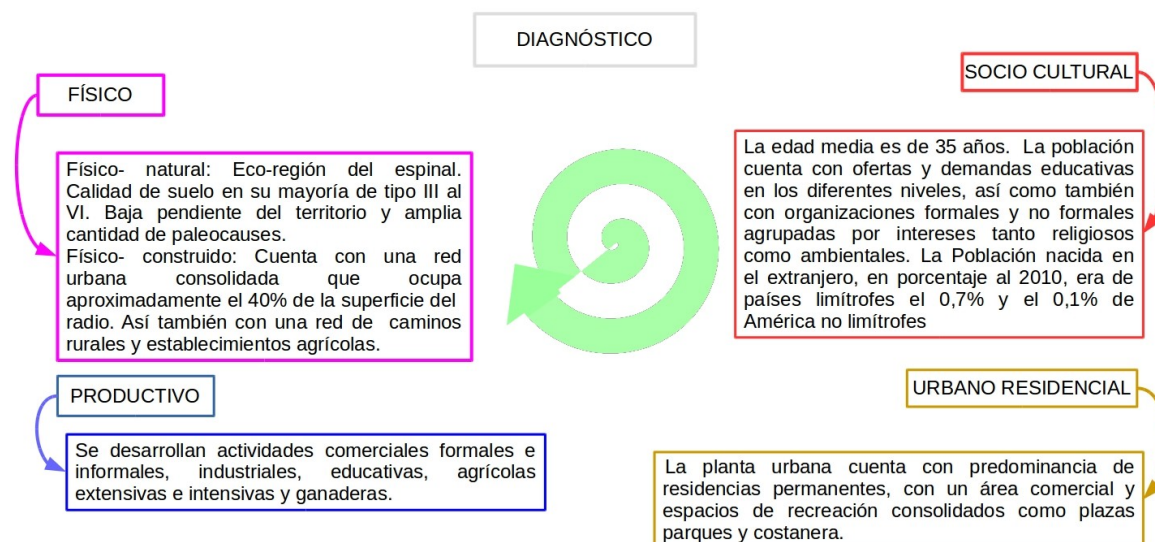 DIAGNÓSTICO
FÍSICO
Físico- natural: Eco-región del espinal.
Calidad de suelo en su mayoría de tipo III al
VI. Baja pendiente del territorio y amplia
cantidad de paleocauses.
Físico- construido: Cuenta con una red
urbana consolidada que ocupa
aproximadamente el 40% de la superficie del
radio. Así también con una red de caminos
rurales y establecimientos agrícolas.
SOCIO CULTURAL
La edad media es de 35 años. La población
cuenta con ofertas y demandas educativas
en los diferentes niveles, así como también
con organizaciones formales y no formales
agrupadas por intereses tanto religiosos
como ambientales. La Población nacida en
el extranjero, en porcentaje al 2010, era de
países limítrofes el 0,7% y el 0,1% de
América no limítrofes
PRODUCTIVO
Se desarrollan actividades comerciales formales e
informales, industriales, educativas, agrícolas
extensivas e intensivas y ganaderas.
URBANO RESIDENCIAL
La planta urbana cuenta con predominancia de
residencias permanentes, con un área comercial y
espacios de recreación consolidados como plazas
parques y costanera.